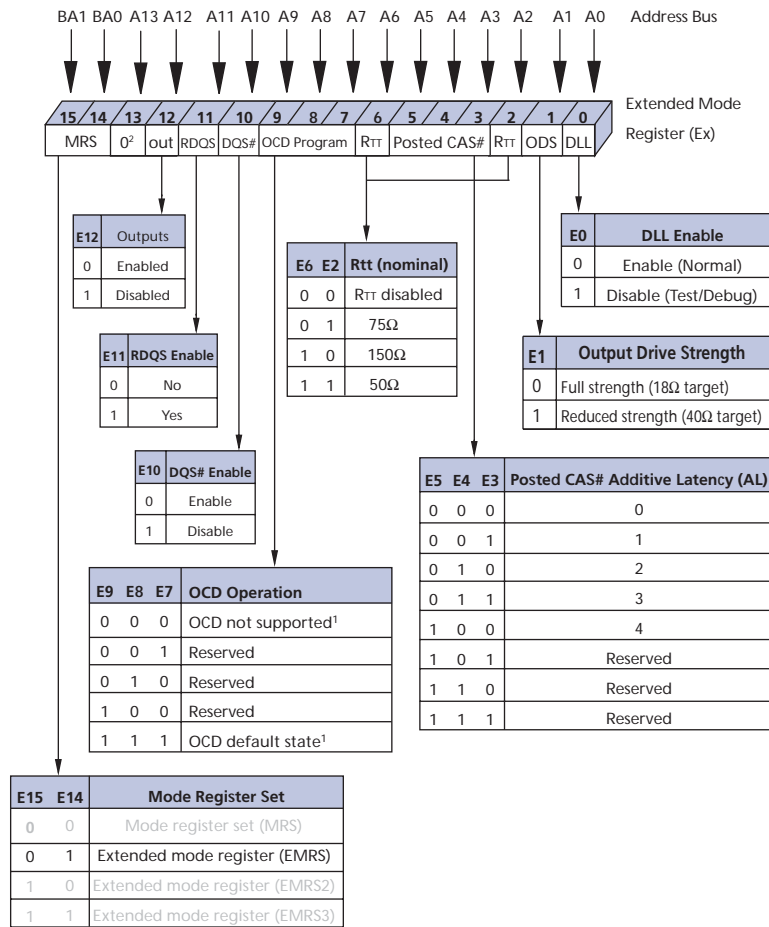 BA1 BA0 A13 A12 A11 A10 A9 A8 A7 A6 A5 A4 A3 A2 A1 A0 Address Bus
15 14 13 12 11 10 9 8 7 6 5 4 3 2 1 0 Extended Mode
MRS 0² out RDQS DQS# OCD Program RTT Posted CAS# RTT ODS DLL Register (Ex)
E12 Outputs
0 Enabled
1 Disabled
E11 RDQS Enable
0 No
1 Yes
E10 DQS# Enable
0 Enable
1 Disable
E6 E2 Rtt (nominal)
0 0 RTT disabled
0 1 75Ω
1 0 150Ω
1 1 50Ω
E0 DLL Enable
0 Enable (Normal)
1 Disable (Test/Debug)
E1 Output Drive Strength
0 Full strength (18Ω target)
1 Reduced strength (40Ω target)
E5 E4 E3 Posted CAS# Additive Latency (AL)
0 0 0 0
0 0 1 1
0 1 0 2
0 1 1 3
1 0 0 4
1 0 1 Reserved
1 1 0 Reserved
1 1 1 Reserved
E9 E8 E7 OCD Operation
0 0 0 OCD not supported¹
0 0 1 Reserved
0 1 0 Reserved
1 0 0 Reserved
1 1 1 OCD default state¹
E15 E14 Mode Register Set
0 0 Mode register set (MRS)
0 1 Extended mode register (EMRS)
1 0 Extended mode register (EMRS2)
1 1 Extended mode register (EMRS3)